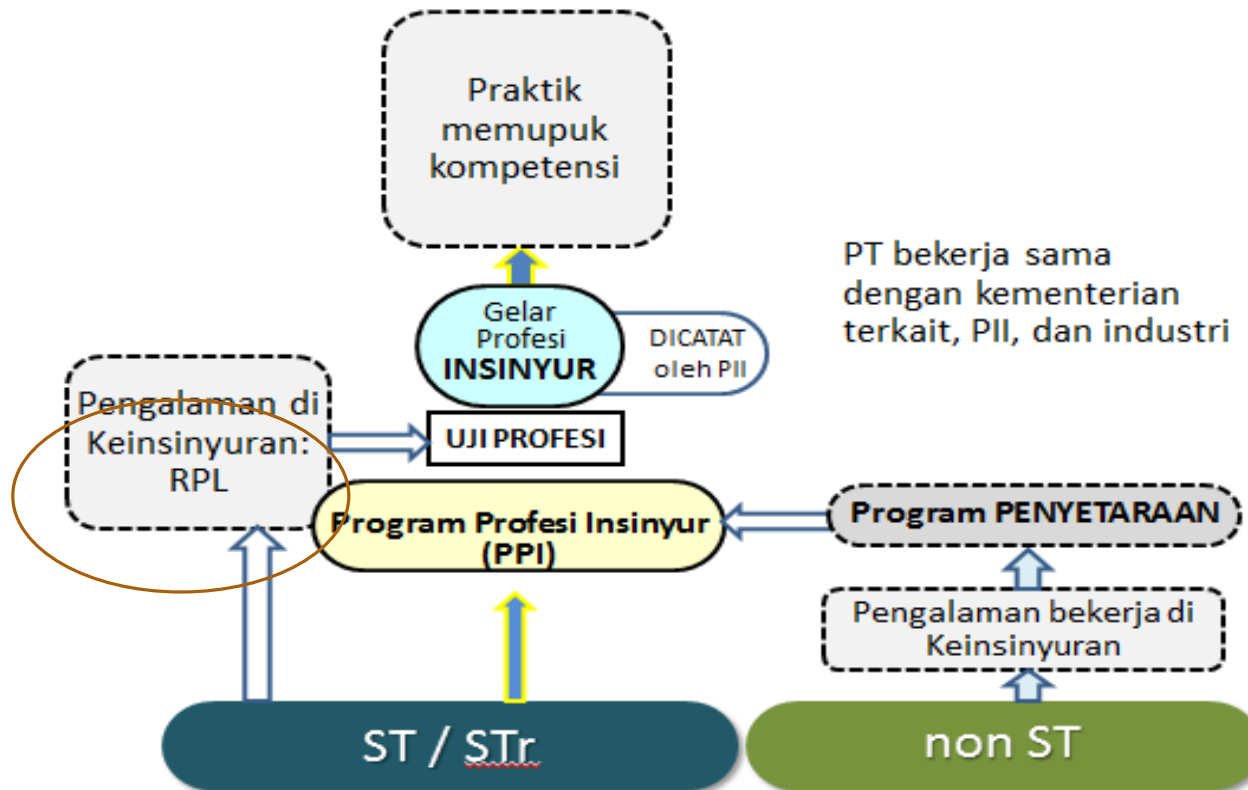 Praktik
memupuk
kompetensi
PT bekerja sama
dengan kementerian
terkait, PII, dan industri
Gelar
Profesi
INSINYUR
DICATAT
oleh PII
Pengalaman di
Keinsinyuran:
RPL
UJI PROFESI
Program Profesi Insinyur
(PPI)
Program PENYETARAAN
Pengalaman bekerja di
Keinsinyuran
ST / STr
non ST